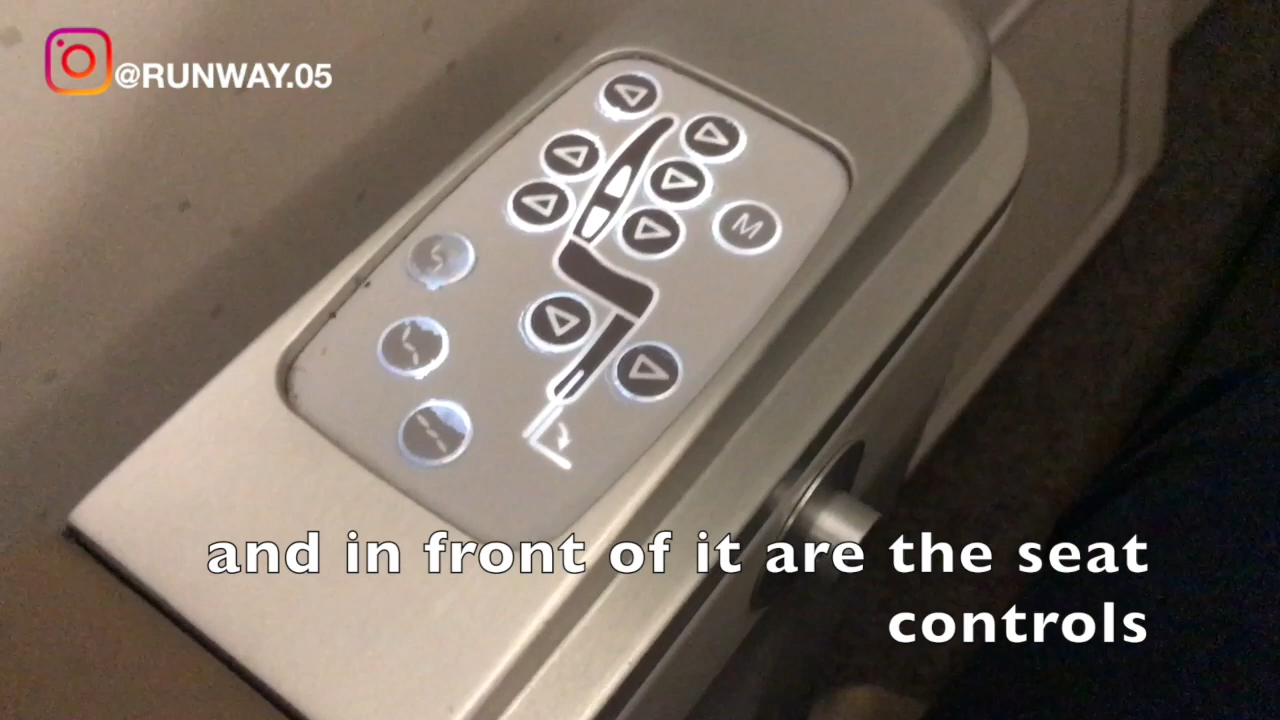 @RUNWAY.05
M
and in front of it are the seat
controls